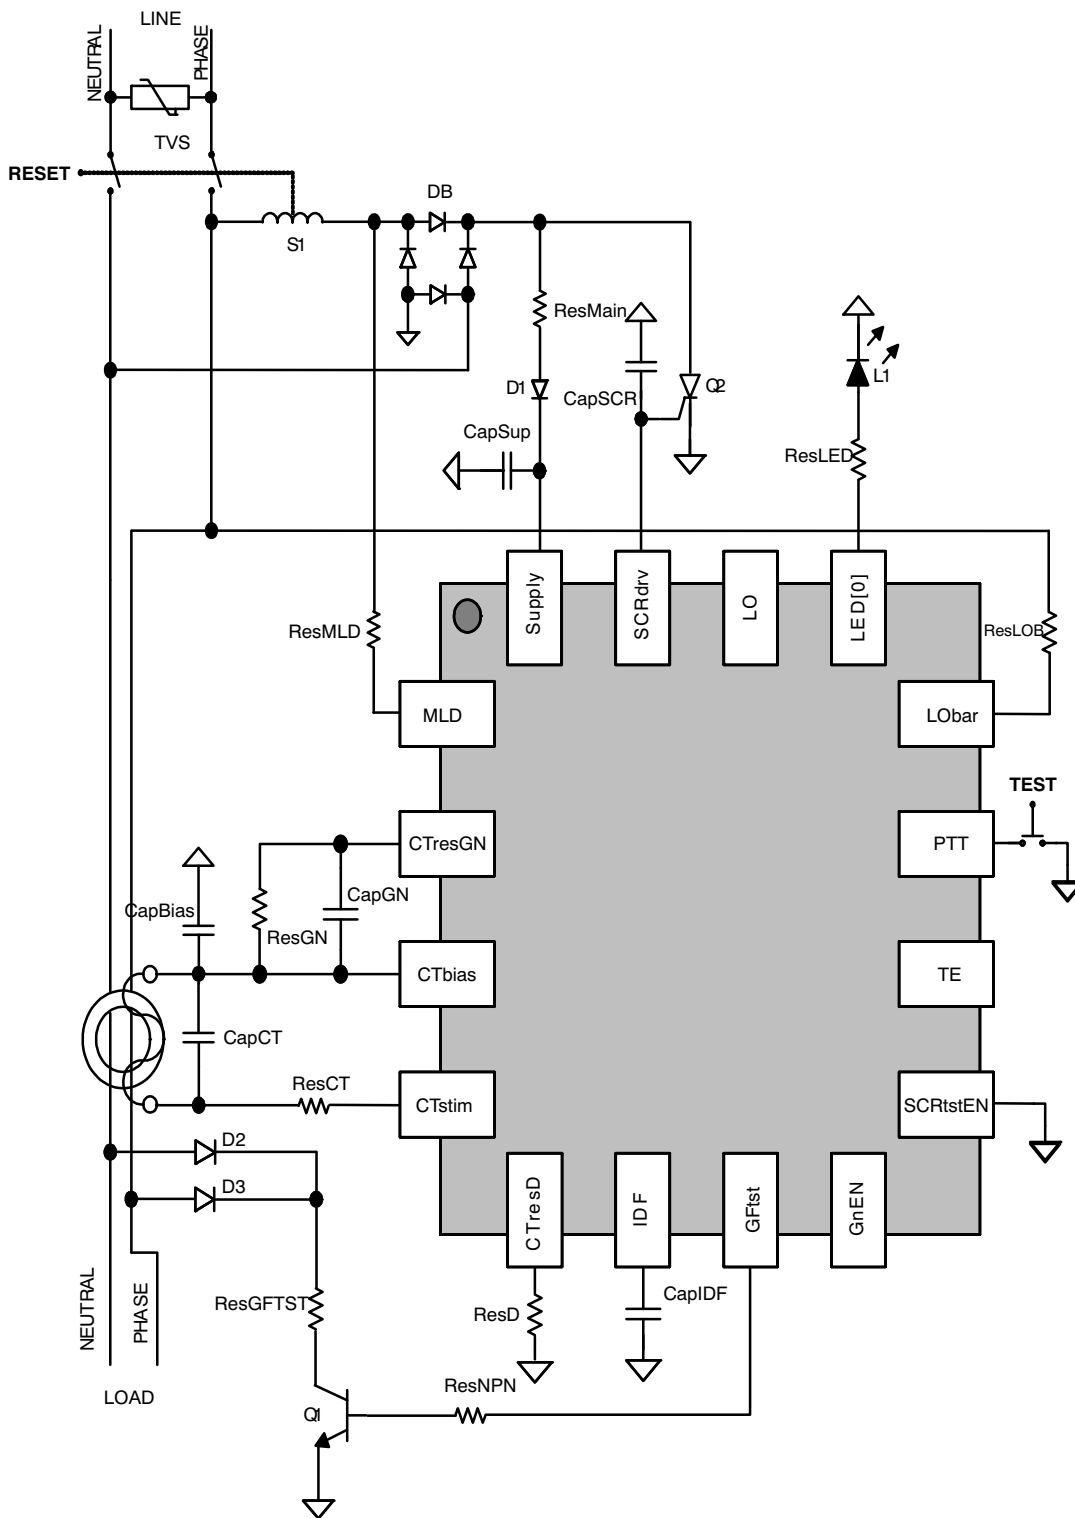 LINE
NEUTRAL
PHASE
TVS
RESET
DB
S1
ResMain
D1
CapSCR
Q2
L1
CapSup
ResLED
Supply
SCRdrv
LO
LED[0]
ResMLD
ResLOB
MLD
LObar
TEST
CTresGN
PTT
CapGN
CapBias
ResGN
CTbias
TE
CapCT
ResCT
CTstim
SCRtstEN
D2
D3
CTresD
IDF
GFtst
GnEN
NEUTRAL
PHASE
ResGFTST
ResD
CapIDF
LOAD
ResNPN
Q1